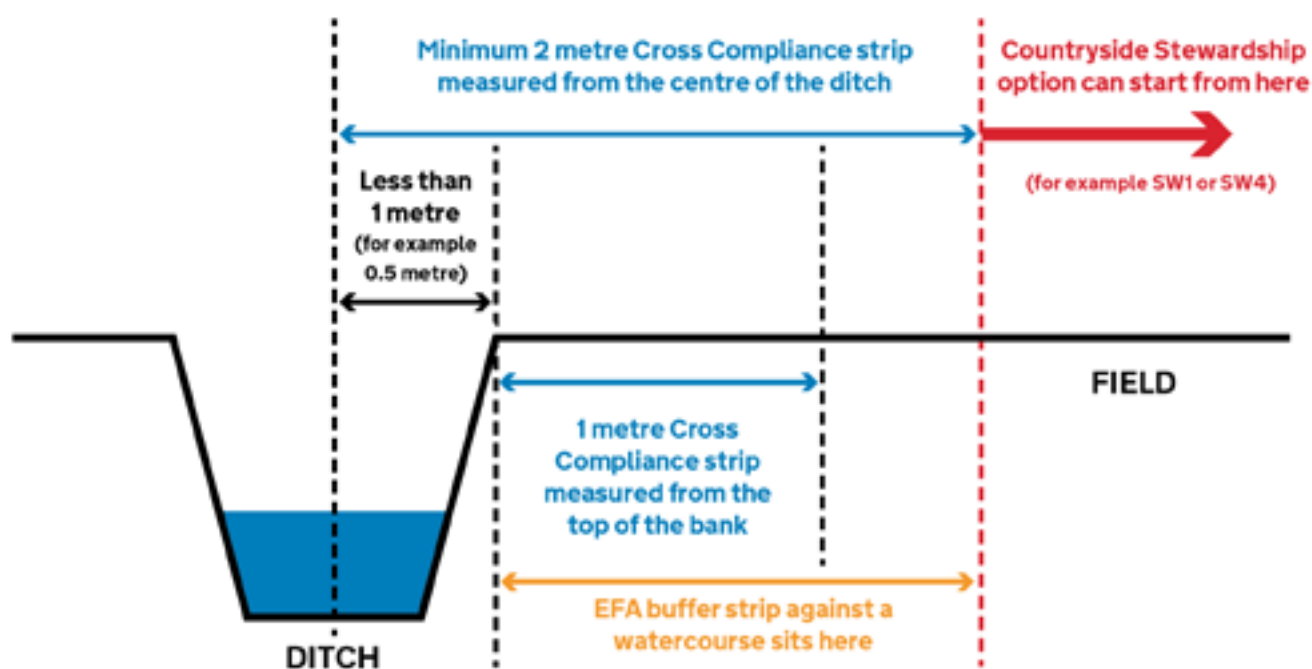 Minimum 2 metre Cross Compliance strip
measured from the centre of the ditch
Countryside Stewardship
option can start from here
(for example SW1 or SW4)
Less than
1 metre
(for example
0.5 metre)
FIELD
1 metre Cross
Compliance strip
measured from the
top of the bank
EFA buffer strip against a
watercourse sits here
DITCH